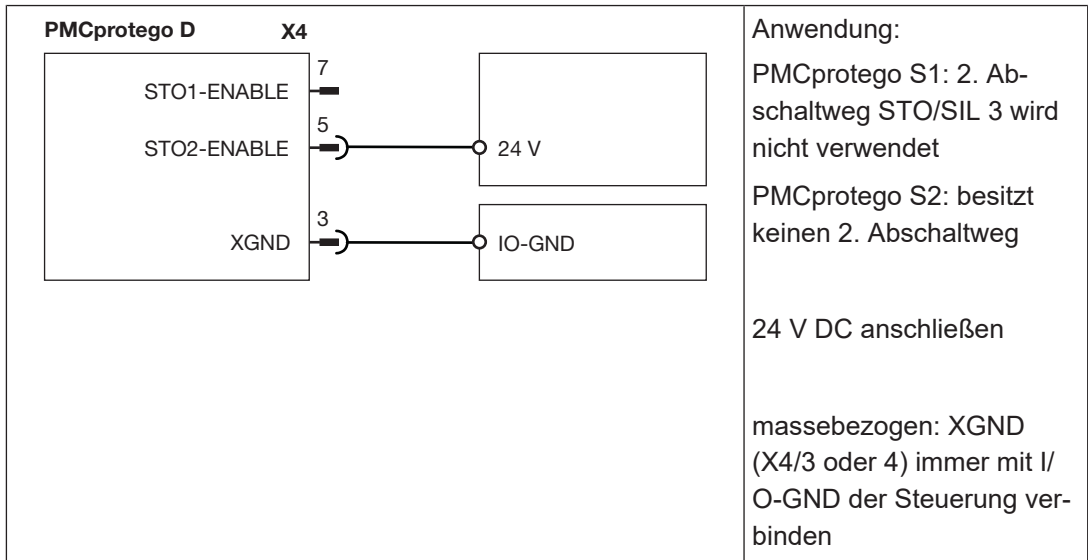 PMCprotego D X4
7
STO1-ENABLE
5
STO2-ENABLE 24 V
3
XGND IO-GND
Anwendung:
PMCprotego S1: 2. Ab-
schaltweg STO/SIL 3 wird
nicht verwendet
PMCprotego S2: besitzt
keinen 2. Abschaltweg
24 V DC anschließen
massebezogen: XGND
(X4/3 oder 4) immer mit I/
O-GND der Steuerung ver-
binden